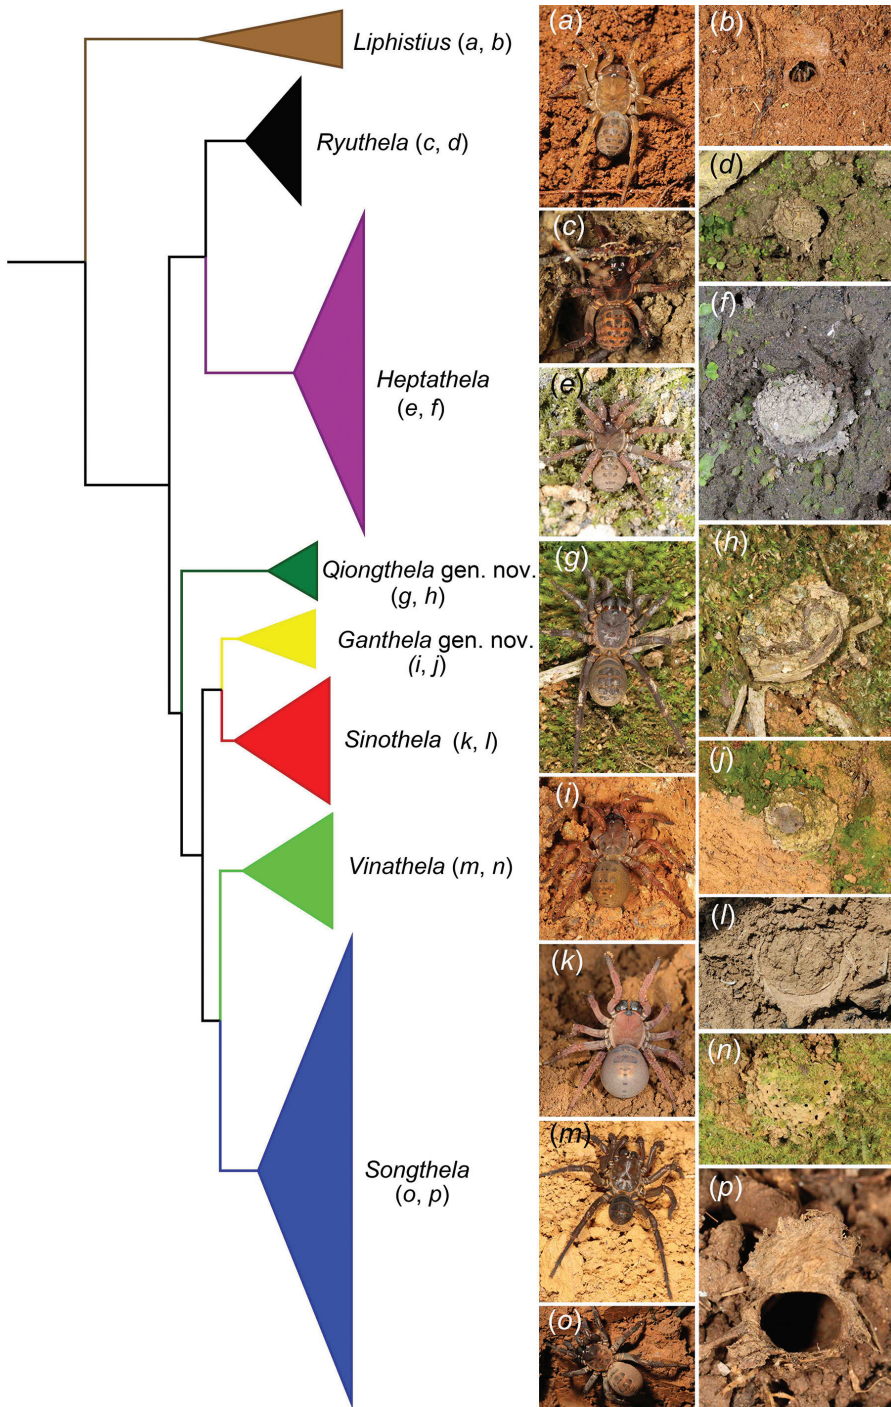 Liphistius (a, b)
Ryuthela (c, d)
Heptathela
(e, f)
Qiongthela gen. nov.
(g, h)
Ganthela gen. nov.
(i, j)
Sinothela (k, l)
Vinathela (m, n)
Songthela
(o, p)
(a)
(b)
(c)
(d)
(e)
(f)
(g)
(h)
(i)
(j)
(k)
(l)
(m)
(n)
(o)
(p)